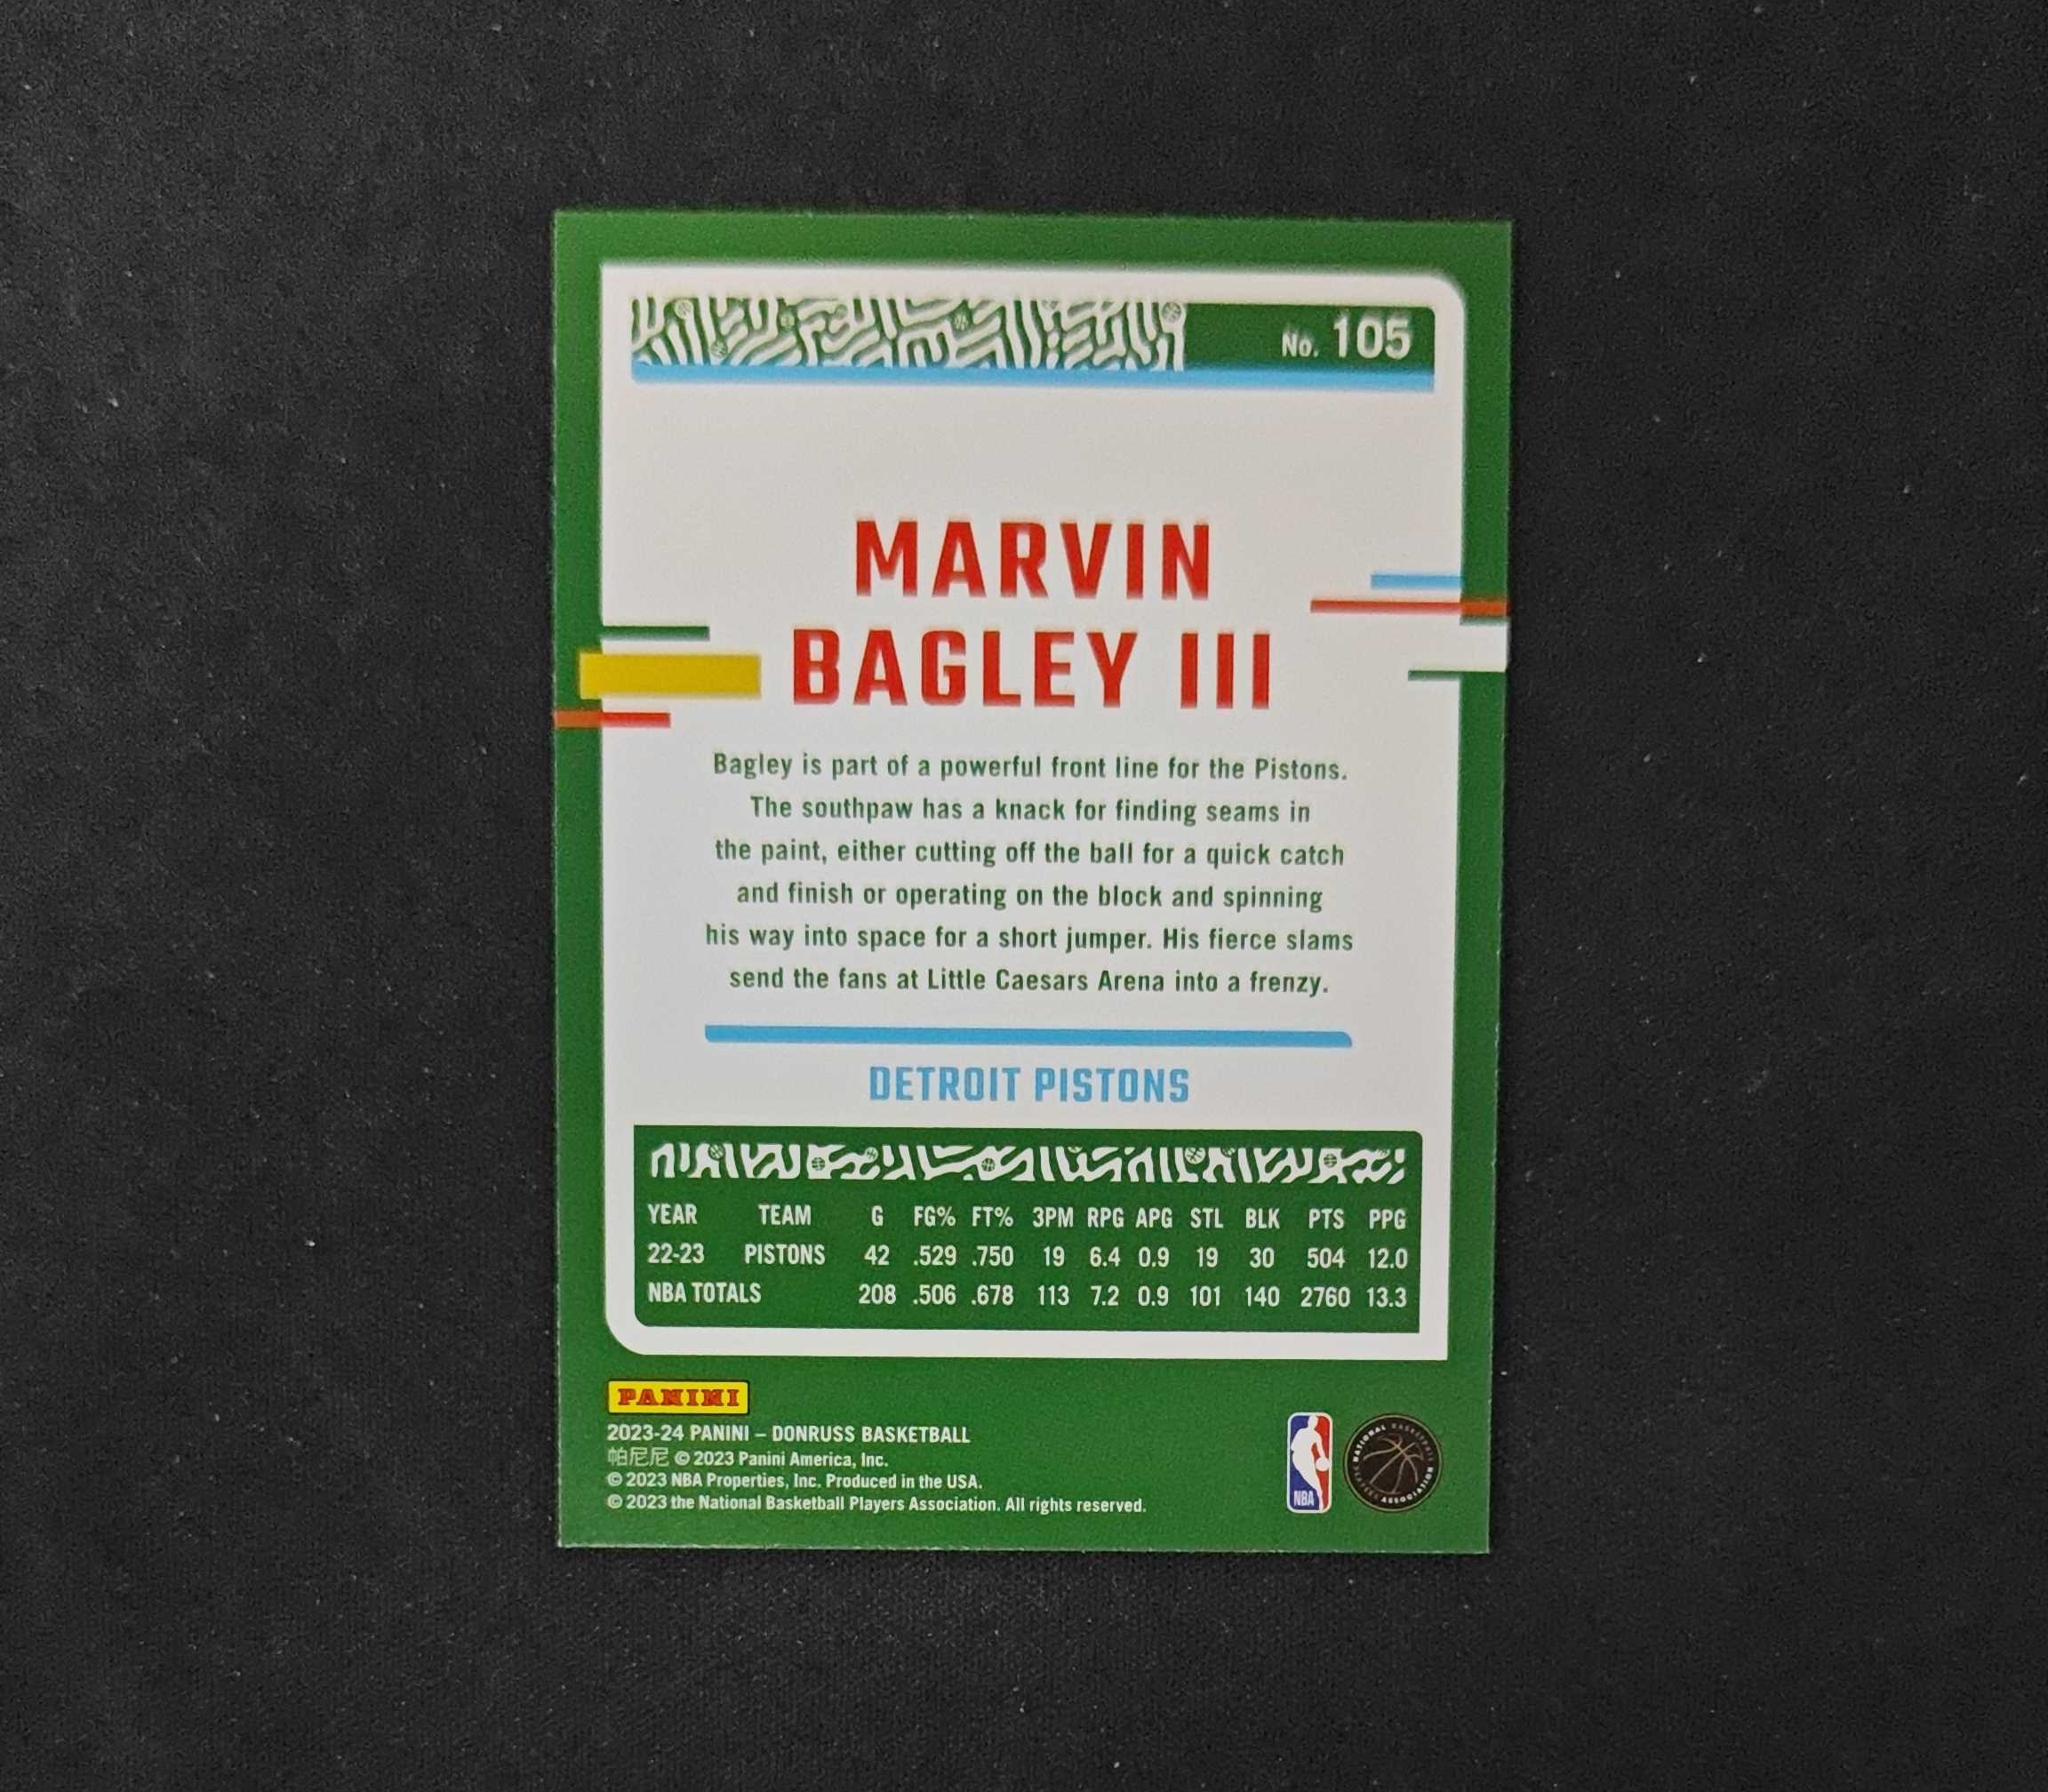 No. 105
MARVIN
BAGLEY III
Bagley is part of a powerful front line for the Pistons.
The southpaw has a knack for finding seams in
the paint, either cutting off the ball for a quick catch
and finish or operating on the block and spinning
his way into space for a short jumper. His fierce slams
send the fans at Little Caesars Arena into a frenzy.
DETROIT PISTONS
YEAR TEAM G FG% FT% 3PM RPG APG STL BLK PTS PPG
22-23 PISTONS 42 .529 .750 19 6.4 0.9 19 30 504 12.0
NBA TOTALS 208 .506 .678 113 7.2 0.9 101 140 2760 13.3
PANINI
2023-24 PANINI – DONRUSS BASKETBALL
帕尼尼 © 2023 Panini America, Inc.
© 2023 NBA Properties, Inc. Produced in the USA.
© 2023 the National Basketball Players Association. All rights reserved.
NBA
NATIONAL BASKETBALL PLAYERS ASSOCIATION